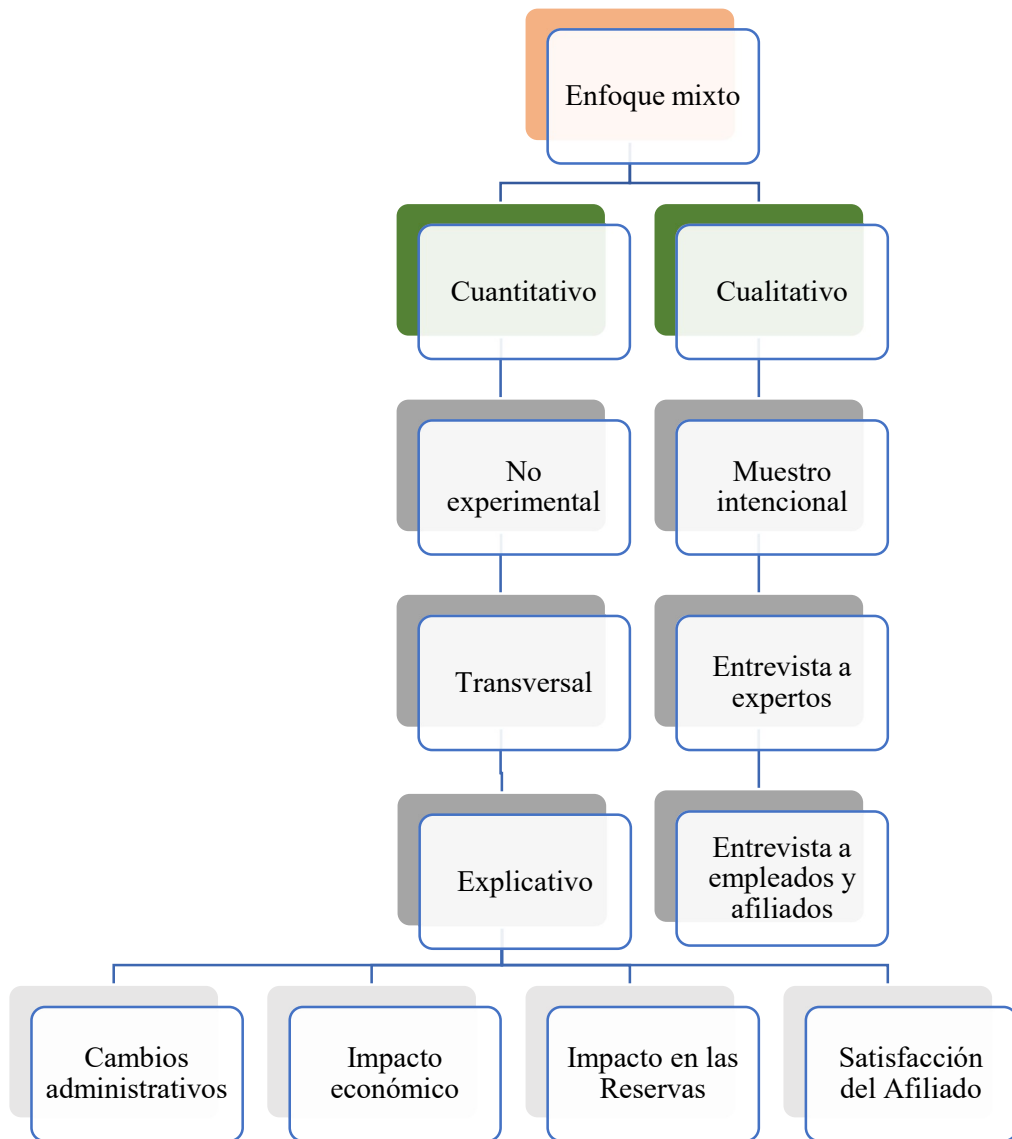 Enfoque mixto
Cuantitativo
Cualitativo
No
experimental
Muestro
intencional
Transversal
Entrevista a
expertos
Explicativo
Entrevista a
empleados y
afiliados
Cambios
administrativos
Impacto
económico
Impacto en las
Reservas
Satisfacción
del Afiliado